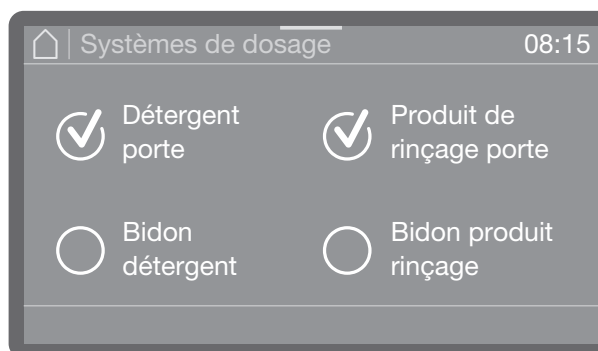 Systèmes de dosage 08:15
Détergent
porte
Produit de
rinçage porte
Bidon
détergent
Bidon produit
rinçage